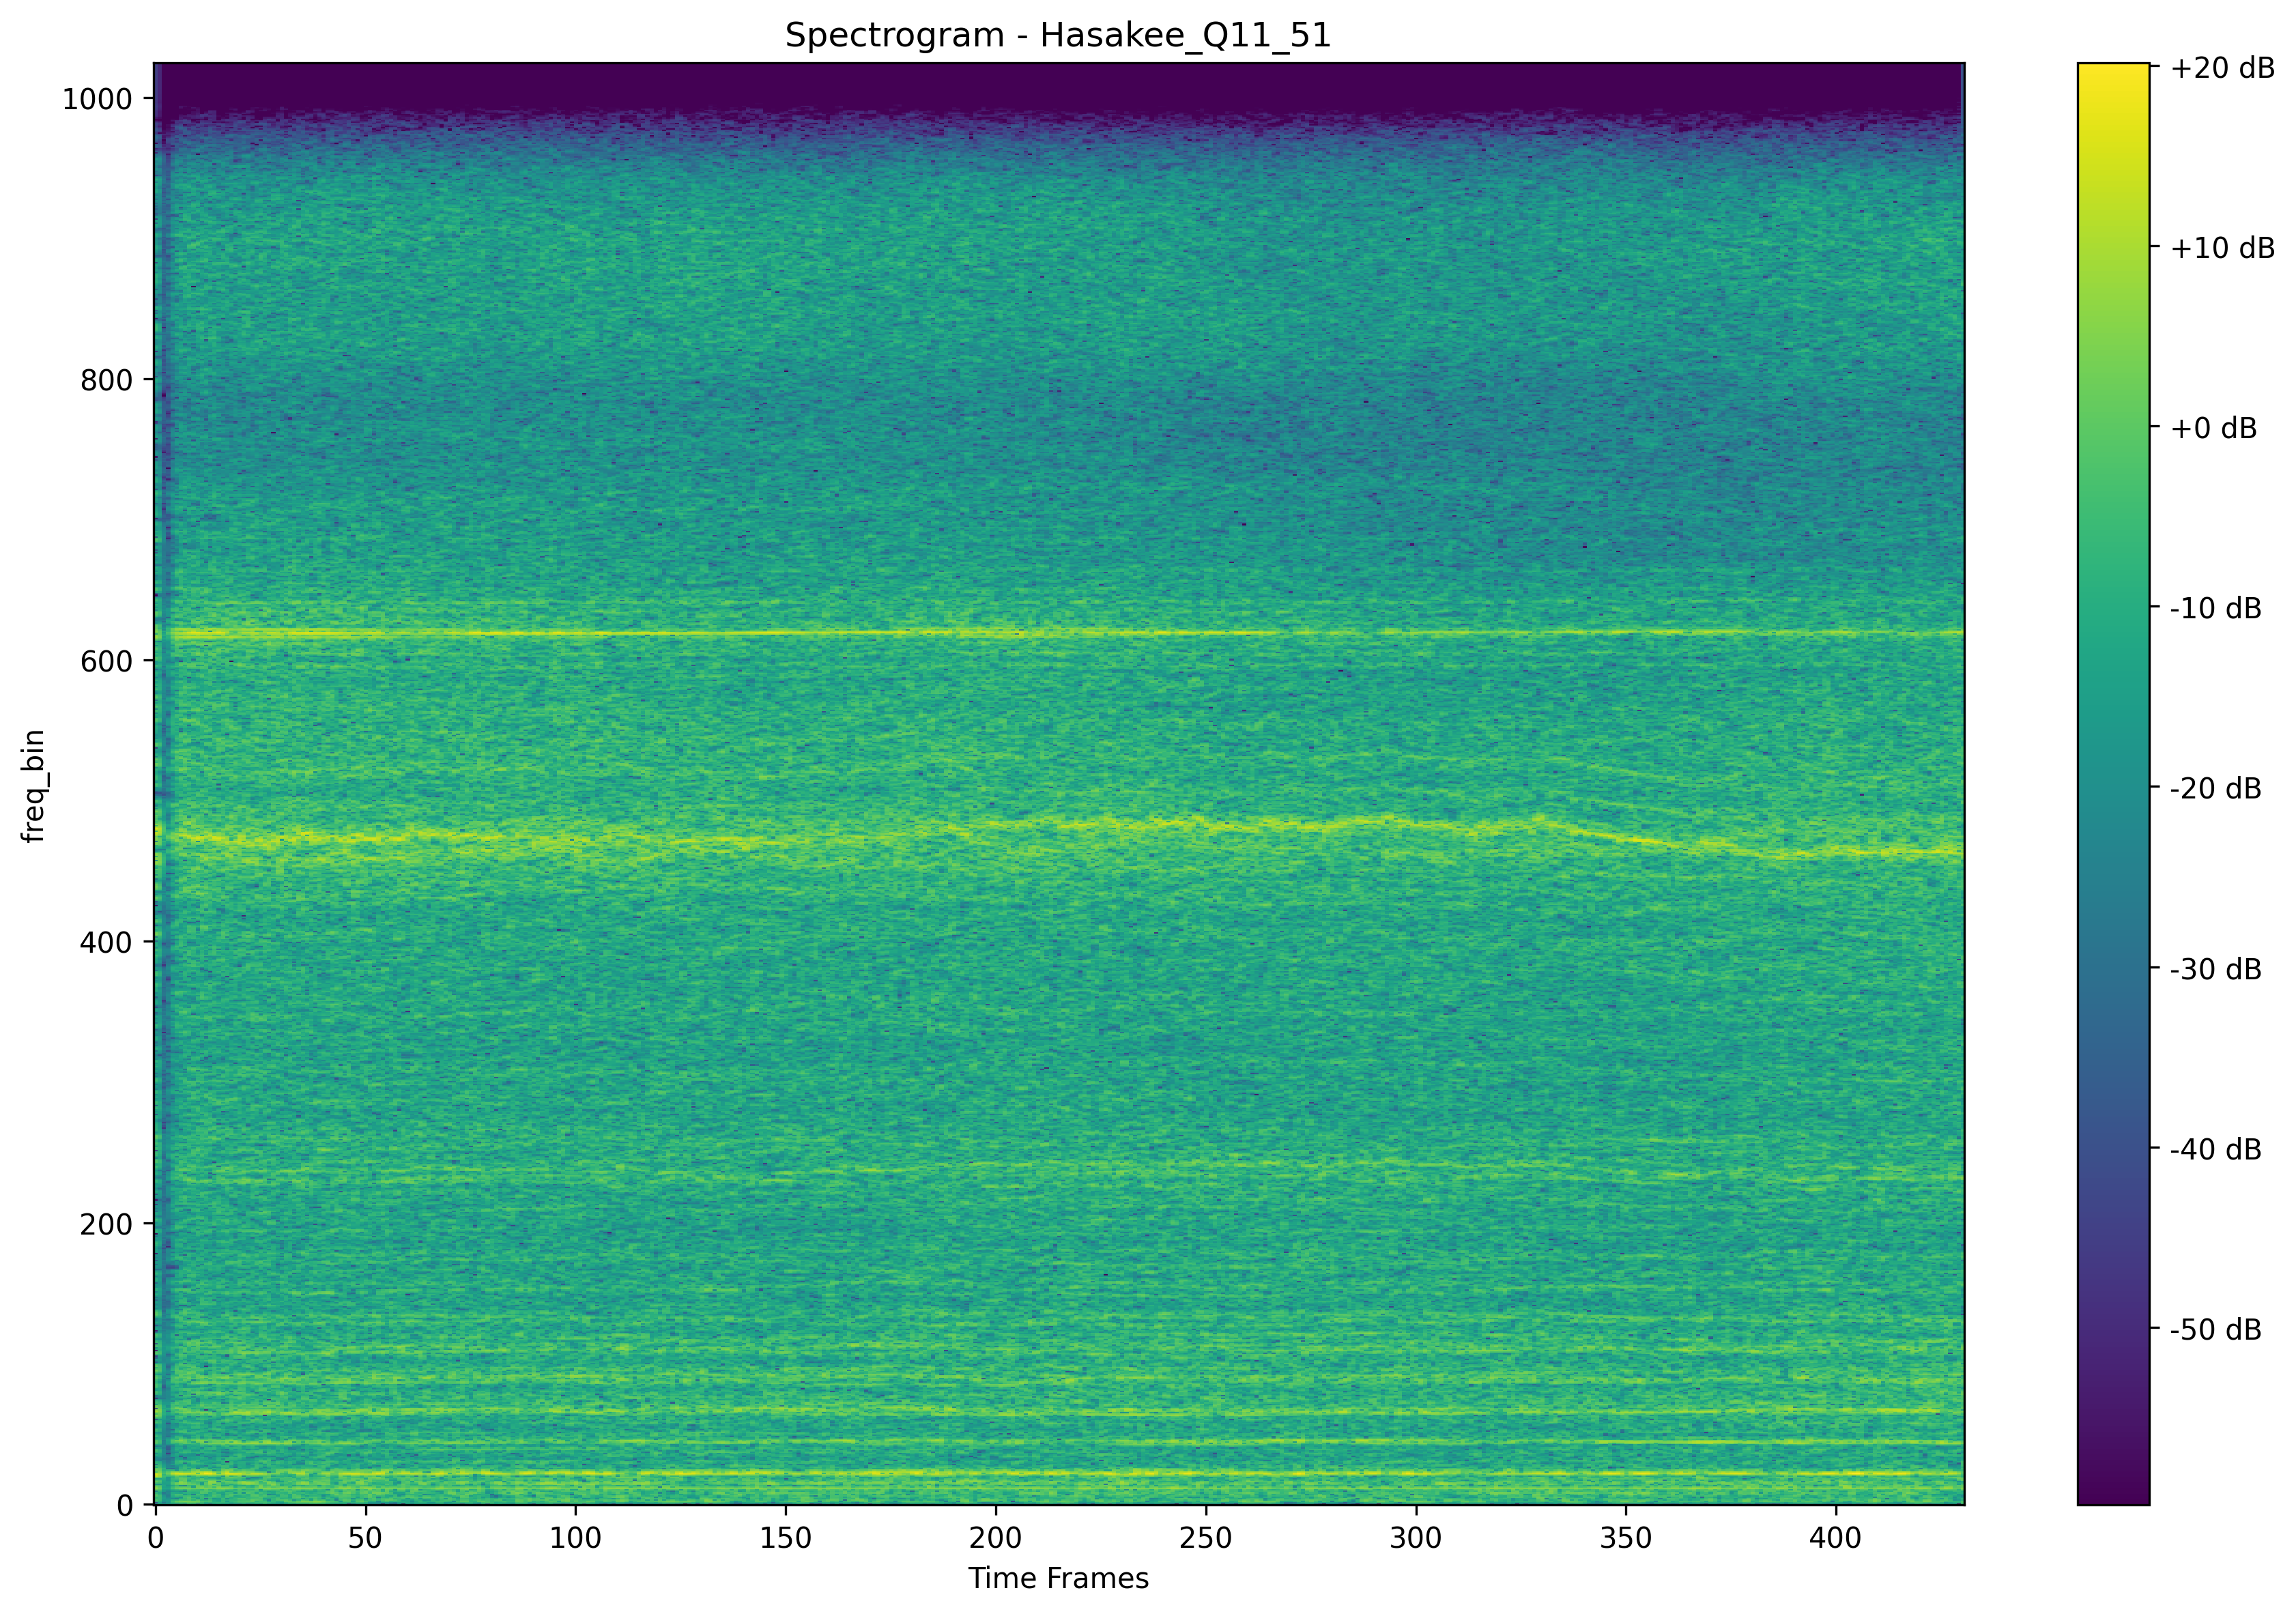 Spectrogram - Hasakee_Q11_51
1000
800
600
400
200
0
freq_bin
0 50 100 150 200 250 300 350 400
Time Frames
+20 dB
+10 dB
+0 dB
-10 dB
-20 dB
-30 dB
-40 dB
-50 dB